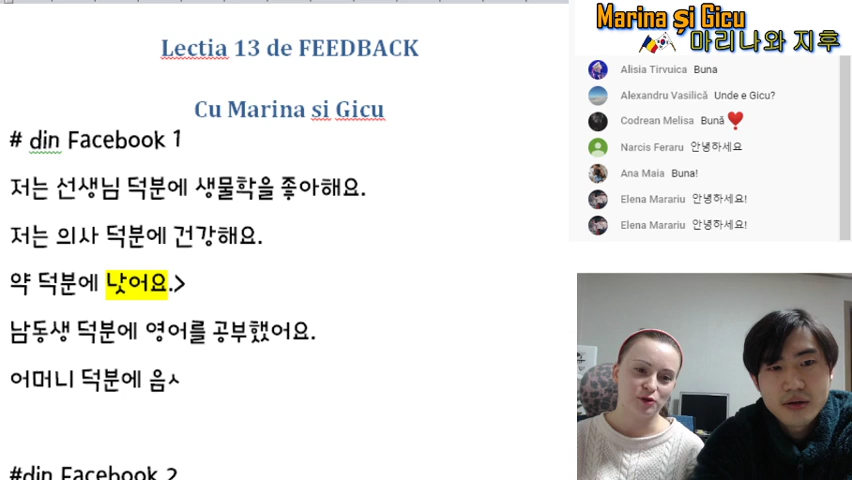 Lectia 13 de FEEDBACK
Cu Marina si Gicu
# din Facebook 1
저는 선생님 덕분에 생물학을 좋아해요.
저는 의사 덕분에 건강해요.
약 덕분에 낫어요.>
남동생 덕분에 영어를 공부했어요.
어머니 덕분에 음ㅅ
#din Facebook 2
Marina și Gicu
마리나와 지후
Alisia Tirvuica Buna
Alexandru Vasilică Unde e Gicu?
Codrean Melisa Bună
Narcis Feraru 안녕하세요
Ana Maia Buna!
Elena Marariu 안녕하세요!
Elena Marariu 안녕하세요!